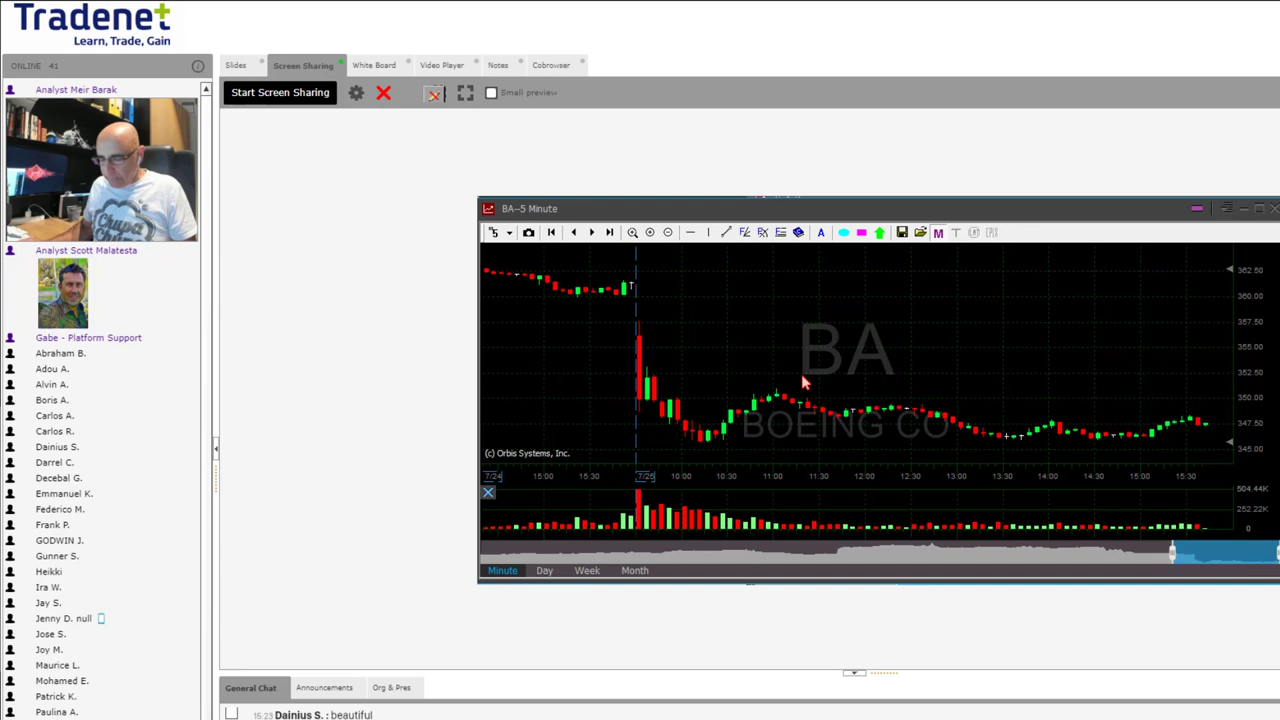 Tradenet
Learn, Trade, Gain
ONLINE 41
Analyst Meir Barak
Analyst Scott Malatesta
Gabe - Platform Support
Abraham B.
Adou A.
Alvin A.
Boris A.
Carlos A.
Carlos R.
Dainius S.
Darrel C.
Decebal G.
Emmanuel K.
Federico M.
Frank P.
GODWIN J.
Gunner S.
Heikki
Ira W.
Jay S.
Jenny D. null
Jose S.
Joy M.
Maurice L.
Mohamed E.
Patrick K.
Paulina A.
Slides Screen Sharing White Board Video Player Notes Cobrowser
Start Screen Sharing Small preview
BA--5 Minute
5 A M T
BA
BOEING CO
362.50
360.00
357.50
355.00
352.50
350.00
347.50
345.00
(c) Orbis Systems, Inc.
7/24 15:00 15:30 7/25 10:00 10:30 11:00 11:30 12:00 12:30 13:00 13:30 14:00 14:30 15:00 15:30
504.44K
252.22K
0
Minute Day Week Month
General Chat Announcements Org & Pres
15:23 Dainius S. : beautiful